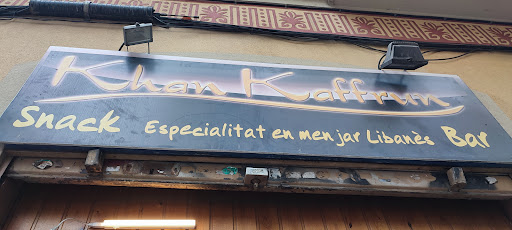 Khan Kaffrun
Snack Especialitat en menjar Libanès Bar